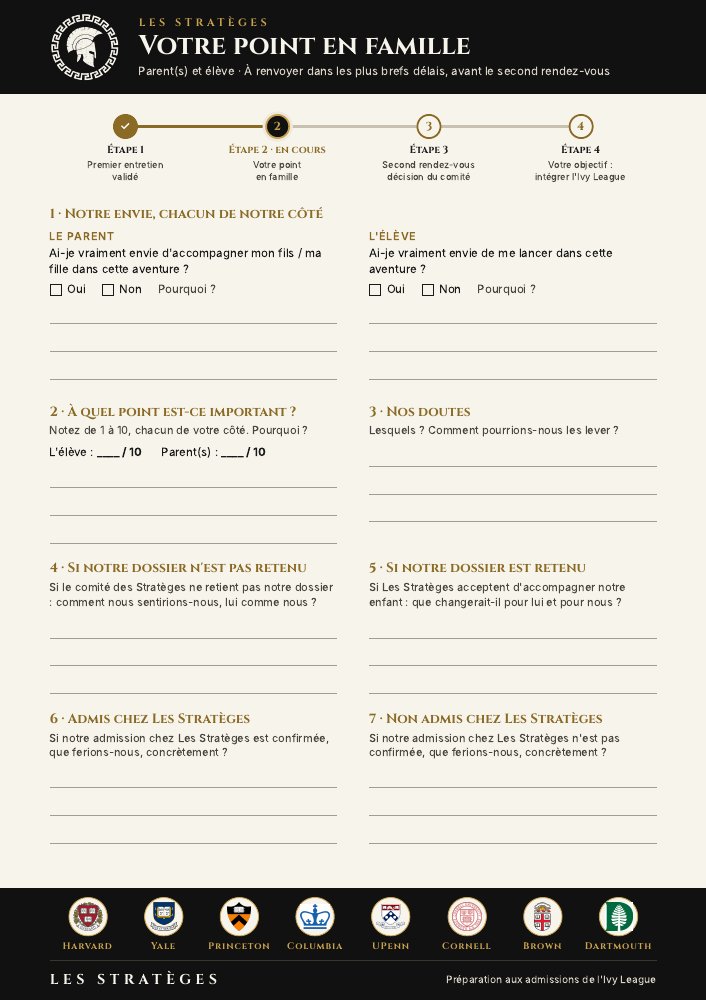 LES STRATÈGES
VOTRE POINT EN FAMILLE
Parent(s) et élève · À renvoyer dans les plus brefs délais, avant le second rendez-vous
2
3
4
ÉTAPE 1
ÉTAPE 2 · EN COURS
ÉTAPE 3
ÉTAPE 4
Premier entretien
validé
Votre point
en famille
Second rendez-vous
décision du comité
Votre objectif :
intégrer l'Ivy League
1 · NOTRE ENVIE, CHACUN DE NOTRE CÔTÉ
LE PARENT
Ai-je vraiment envie d'accompagner mon fils / ma
fille dans cette aventure ?
Oui Non Pourquoi ?
L'ÉLÈVE
Ai-je vraiment envie de me lancer dans cette
aventure ?
Oui Non Pourquoi ?
2 · À QUEL POINT EST-CE IMPORTANT ?
Notez de 1 à 10, chacun de votre côté. Pourquoi ?
L'élève : ____ / 10 Parent(s) : ____ / 10
3 · NOS DOUTES
Lesquels ? Comment pourrions-nous les lever ?
4 · SI NOTRE DOSSIER N'EST PAS RETENU
Si le comité des Stratèges ne retient pas notre dossier
: comment nous sentirions-nous, lui comme nous ?
5 · SI NOTRE DOSSIER EST RETENU
Si Les Stratèges acceptent d'accompagner notre
enfant : que changerait-il pour lui et pour nous ?
6 · ADMIS CHEZ LES STRATÈGES
Si notre admission chez Les Stratèges est confirmée,
que ferions-nous, concrètement ?
7 · NON ADMIS CHEZ LES STRATÈGES
Si notre admission chez Les Stratèges n'est pas
confirmée, que ferions-nous, concrètement ?
HARVARD
YALE
PRINCETON
COLUMBIA
UPENN
CORNELL
BROWN
DARTMOUTH
LES STRATÈGES
Préparation aux admissions de l'Ivy League